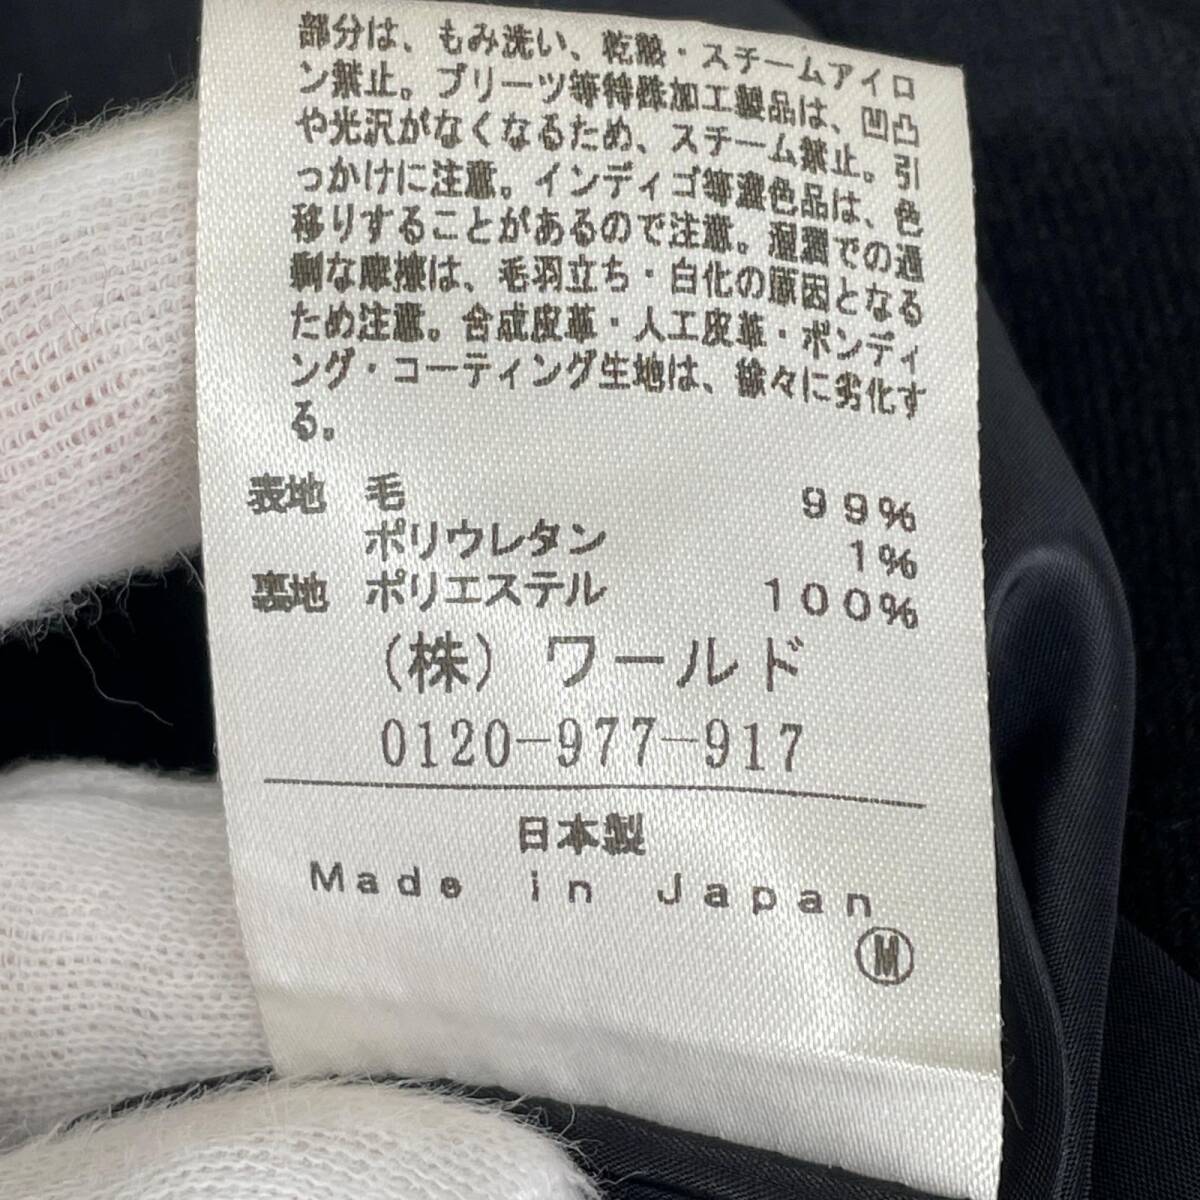 部分は、もみ洗い、乾熱・スチームアイロ
ン禁止。プリーツ等特殊加工製品は、凹凸
や光沢がなくなるため、スチーム禁止。引
っかけに注意。インディゴ等濃色品は、色
移りすることがあるので注意。湿潤での過
剰な摩擦は、毛羽立ち・白化の原因となる
ため注意。合成皮革・人工皮革・ボンディ
ング・コーティング生地は、徐々に劣化す
る。
表地 毛 99%
ポリウレタン 1%
裏地 ポリエステル 100%
(株) ワールド
0120-977-917
日本製
Made in Japan
M